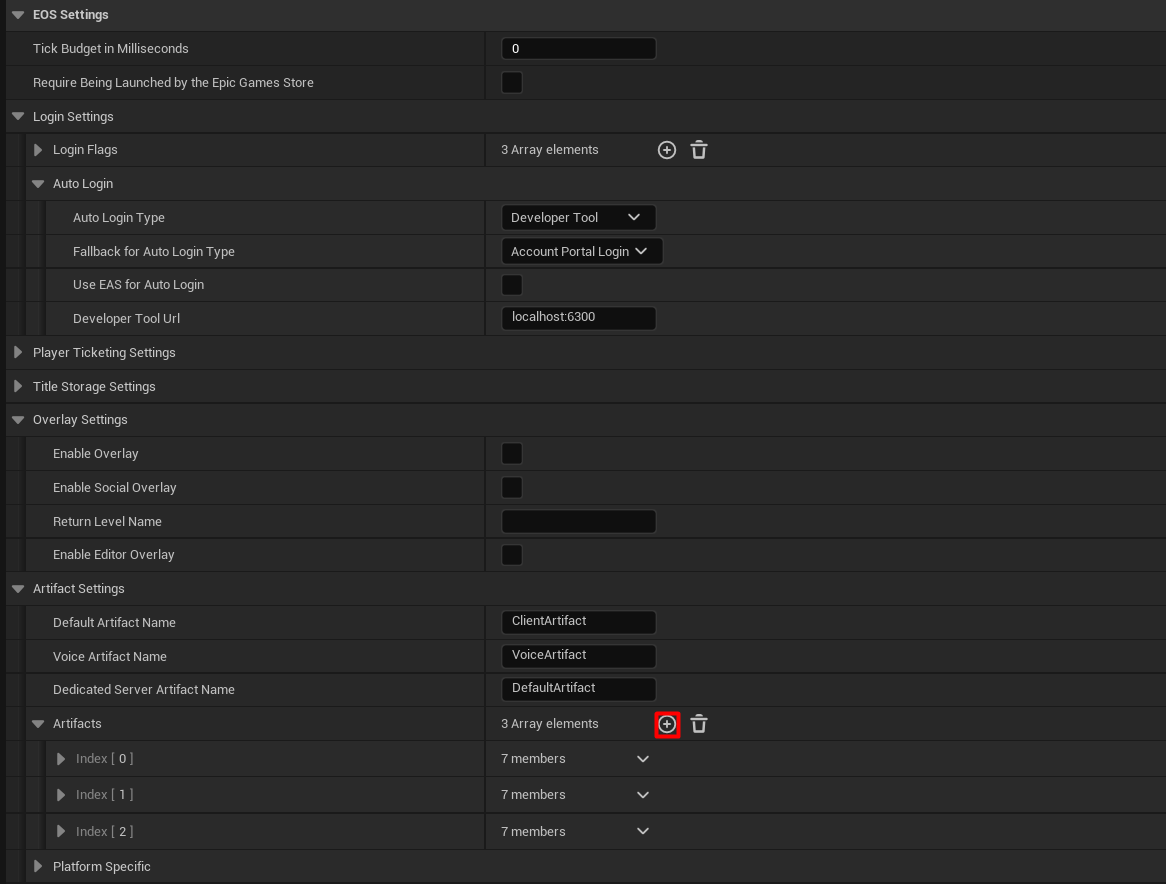 EOS Settings
Tick Budget in Milliseconds 0
Require Being Launched by the Epic Games Store
Login Settings
Login Flags 3 Array elements
Auto Login
Auto Login Type Developer Tool
Fallback for Auto Login Type Account Portal Login
Use EAS for Auto Login
Developer Tool Url localhost:6300
Player Ticketing Settings
Title Storage Settings
Overlay Settings
Enable Overlay
Enable Social Overlay
Return Level Name
Enable Editor Overlay
Artifact Settings
Default Artifact Name ClientArtifact
Voice Artifact Name VoiceArtifact
Dedicated Server Artifact Name DefaultArtifact
Artifacts 3 Array elements
Index [ 0 ] 7 members
Index [ 1 ] 7 members
Index [ 2 ] 7 members
Platform Specific